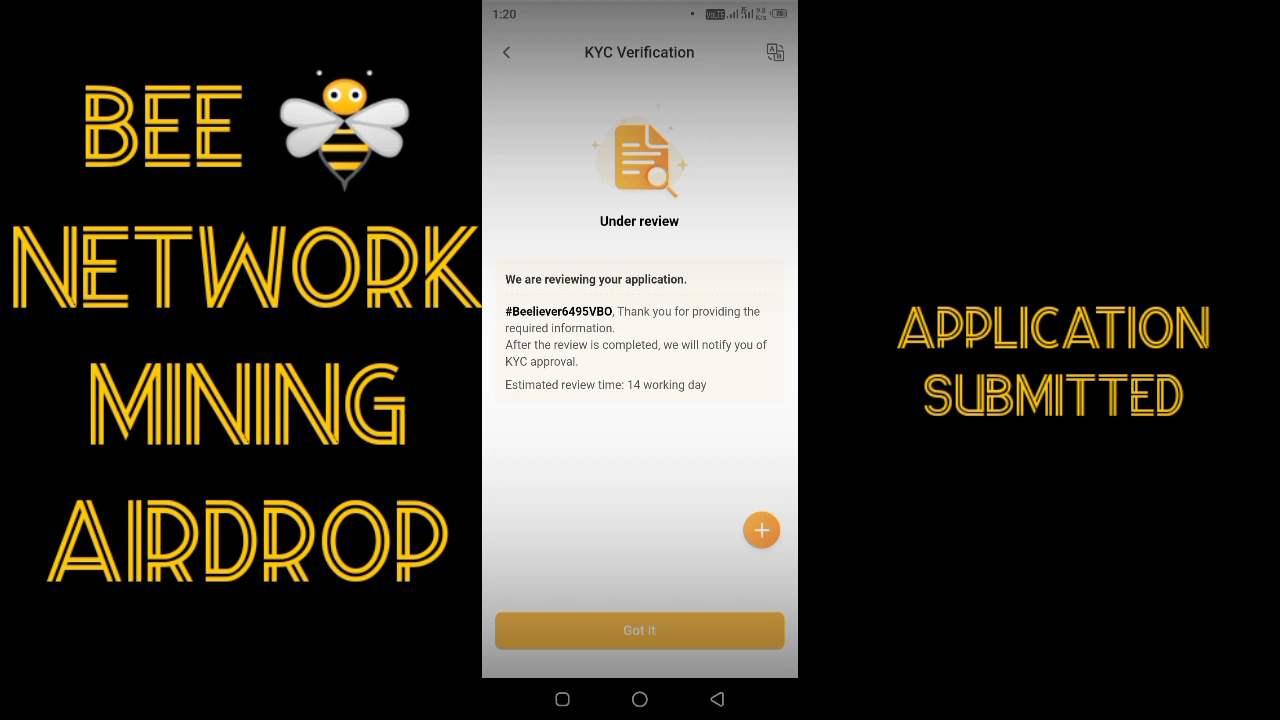 BEE
NETWORK
MINING
AIRDROP
1:20
KYC Verification
Under review
We are reviewing your application.
#Beeliever6495VBO, Thank you for providing the
required information.
After the review is completed, we will notify you of
KYC approval.
Estimated review time: 14 working day
Got it
APPLICATION
SUBMITTED